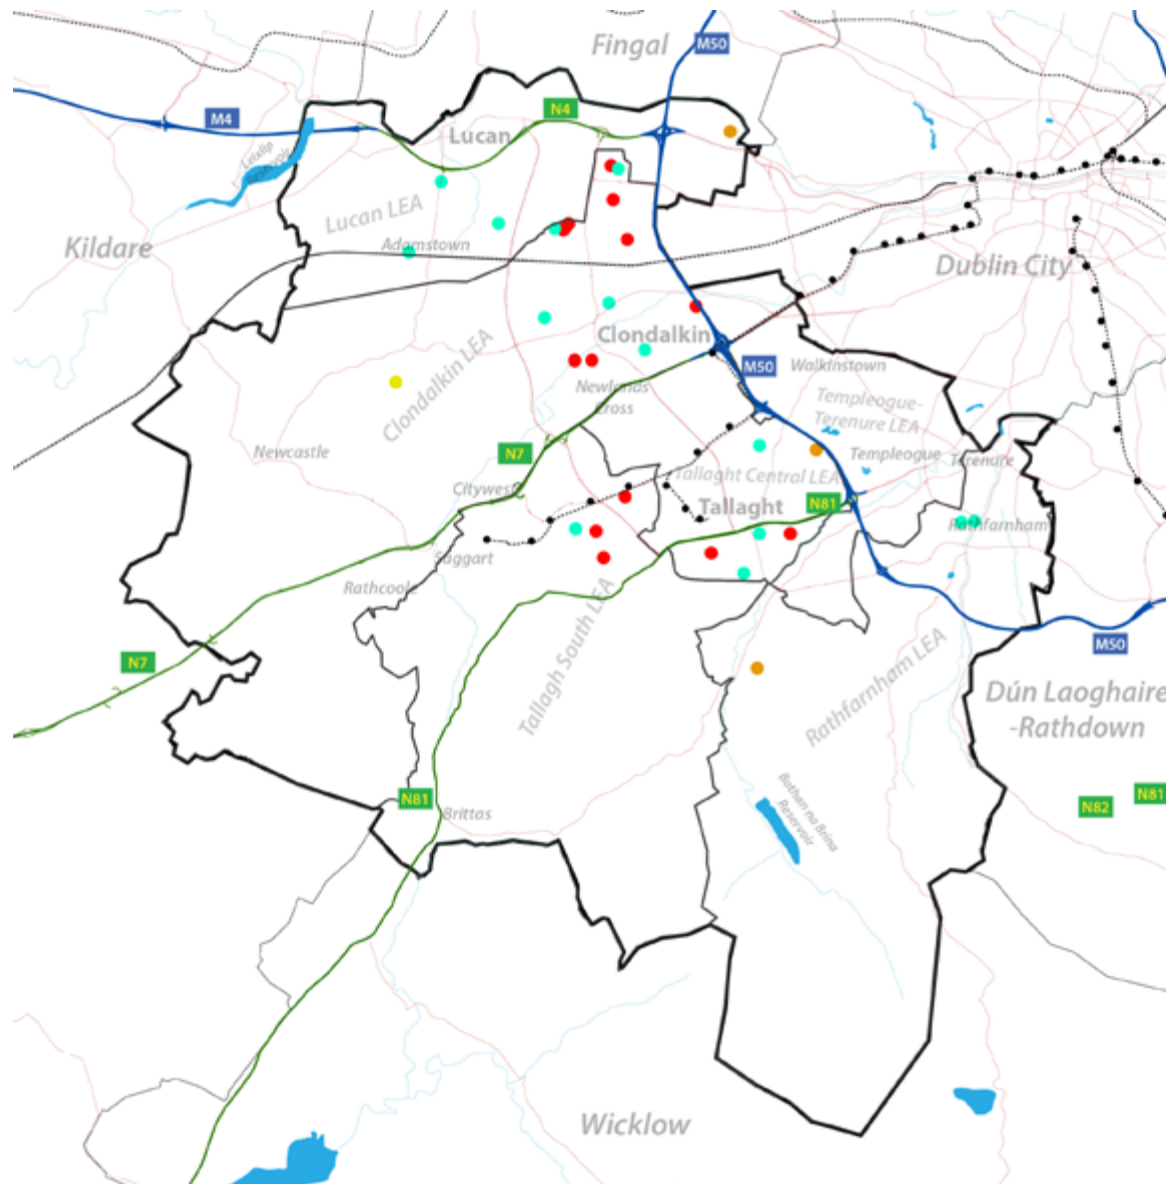 Fingal
M50
M4
N4
Lucan
Leixlip
Reservoir
Lucan LEA
Kildare
Adamstown
Dublin City
Clondalkin
Clondalkin LEA
M50
Walkinstown
Newlands
Cross
Templeogue-
Terenure LEA
Newcastle
N7
Templeogue
Terenure
Tallaght Central LEA
Citywest
Tallaght
N81
Rathfarnham
Saggart
Rathcoole
Tallagh South LEA
Rathfarnham LEA
M50
N7
Dún Laoghaire
-Rathdown
N81
Brittas
Bothan na Brina
Reservoir
N81
N82
Wicklow